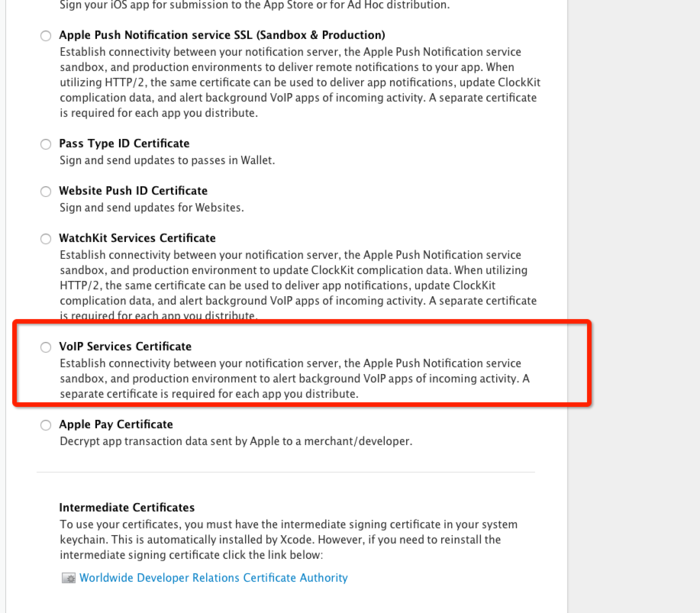 Sign your iOS app for submission to the App Store or for Ad Hoc distribution.
Apple Push Notification service SSL (Sandbox & Production)
Establish connectivity between your notification server, the Apple Push Notification service
sandbox, and production environments to deliver remote notifications to your app. When
utilizing HTTP/2, the same certificate can be used to deliver app notifications, update ClockKit
complication data, and alert background VoIP apps of incoming activity. A separate certificate
is required for each app you distribute.
Pass Type ID Certificate
Sign and send updates to passes in Wallet.
Website Push ID Certificate
Sign and send updates for Websites.
WatchKit Services Certificate
Establish connectivity between your notification server, the Apple Push Notification service
sandbox, and production environment to update ClockKit complication data. When utilizing
HTTP/2, the same certificate can be used to deliver app notifications, update ClockKit
complication data, and alert background VoIP apps of incoming activity. A separate certificate
is required for each app you distribute.
VoIP Services Certificate
Establish connectivity between your notification server, the Apple Push Notification service
sandbox, and production environment to alert background VoIP apps of incoming activity. A
separate certificate is required for each app you distribute.
Apple Pay Certificate
Decrypt app transaction data sent by Apple to a merchant/developer.
Intermediate Certificates
To use your certificates, you must have the intermediate signing certificate in your system
keychain. This is automatically installed by Xcode. However, if you need to reinstall the
intermediate signing certificate click the link below:
Worldwide Developer Relations Certificate Authority